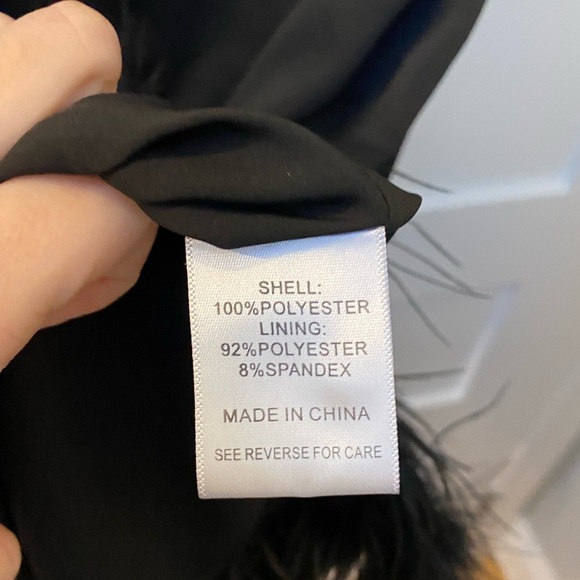 SHELL:
100%POLYESTER
LINING:
92%POLYESTER
8%SPANDEX
MADE IN CHINA
SEE REVERSE FOR CARE